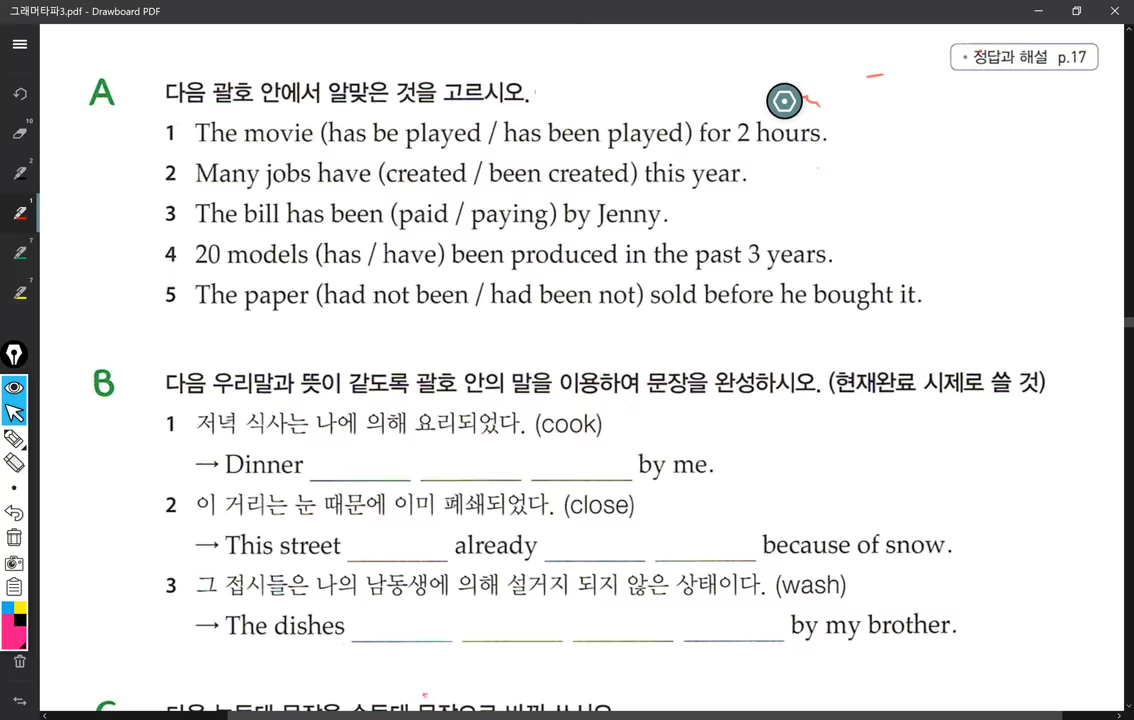 그래머타파3.pdf - Drawboard PDF
• 정답과 해설 p.17
A 다음 괄호 안에서 알맞은 것을 고르시오.
1 The movie (has be played / has been played) for 2 hours.
2 Many jobs have (created / been created) this year.
3 The bill has been (paid / paying) by Jenny.
4 20 models (has / have) been produced in the past 3 years.
5 The paper (had not been / had been not) sold before he bought it.
B 다음 우리말과 뜻이 같도록 괄호 안의 말을 이용하여 문장을 완성하시오. (현재완료 시제로 쓸 것)
1 저녁 식사는 나에 의해 요리되었다. (cook)
→ Dinner ________ ________ ________ by me.
2 이 거리는 눈 때문에 이미 폐쇄되었다. (close)
→ This street ________ already ________ ________ because of snow.
3 그 접시들은 나의 남동생에 의해 설거지 되지 않은 상태이다. (wash)
→ The dishes ________ ________ ________ ________ by my brother.
10
2
1
7
7